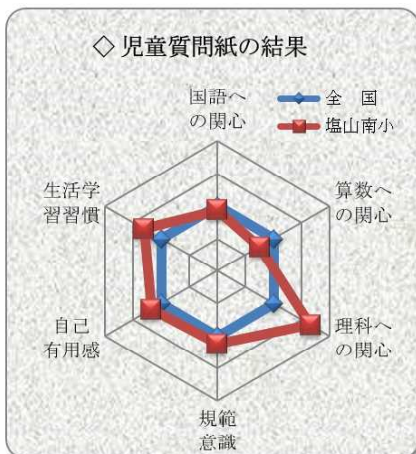 ◇ 児童質問紙の結果
国語へ
の関心
全 国
塩山南小
算数へ
の関心
理科へ
の関心
規範
意識
自己
有用感
生活学
習習慣